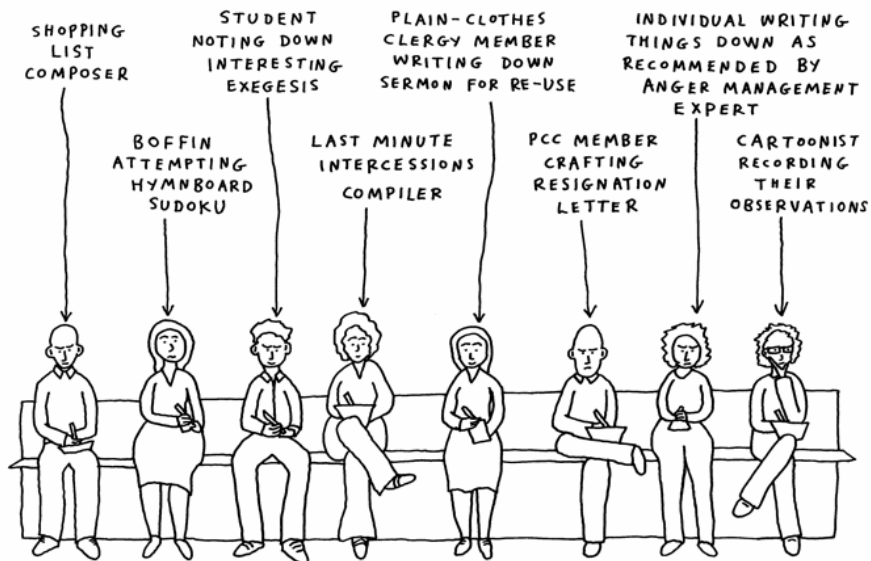 SHOPPING
LIST
COMPOSER
BOFFIN
ATTEMPTING
HYMNBOARD
SUDOKU
STUDENT
NOTING DOWN
INTERESTING
EXEGESIS
LAST MINUTE
INTERCESSIONS
COMPILER
PLAIN-CLOTHES
CLERGY MEMBER
WRITING DOWN
SERMON FOR RE-USE
PCC MEMBER
CRAFTING
RESIGNATION
LETTER
INDIVIDUAL WRITING
THINGS DOWN AS
RECOMMENDED BY
ANGER MANAGEMENT
EXPERT
CARTOONIST
RECORDING
THEIR
OBSERVATIONS